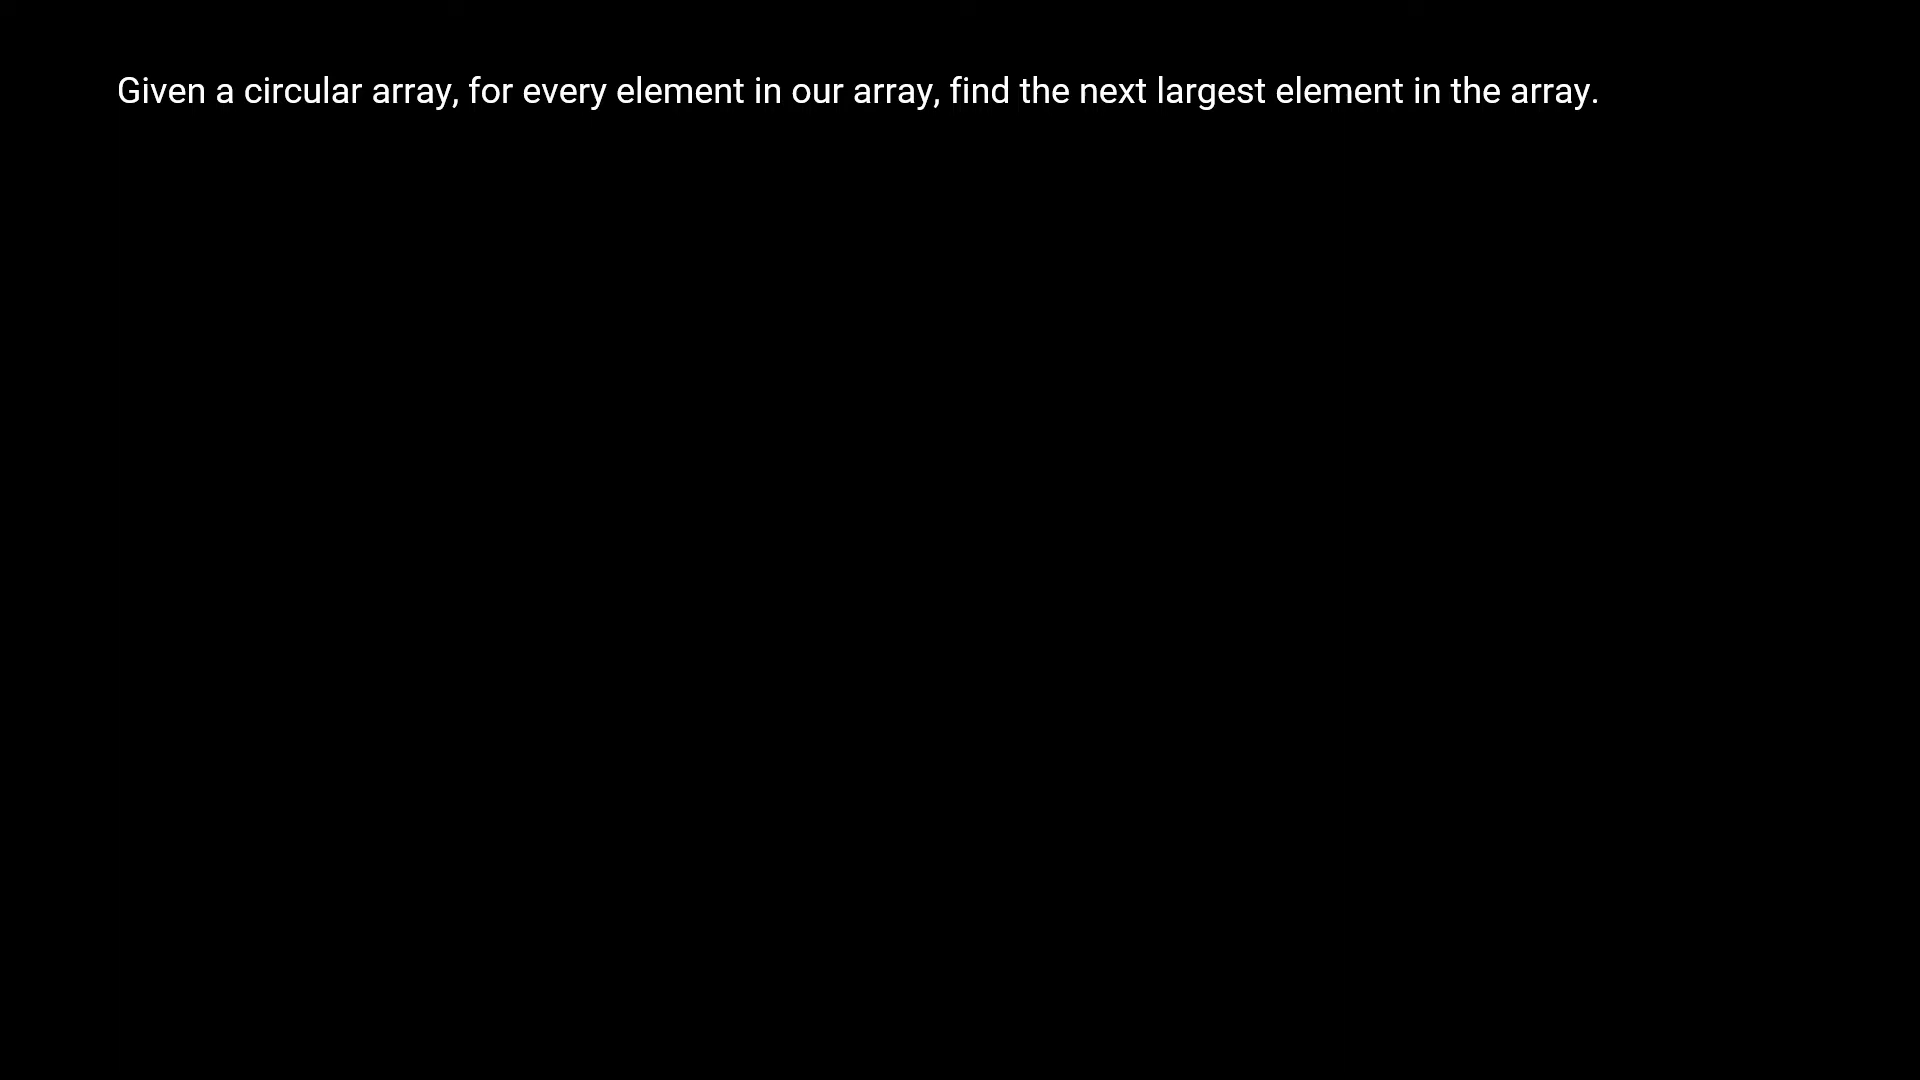 Given a circular array, for every element in our array, find the next largest element in the array.